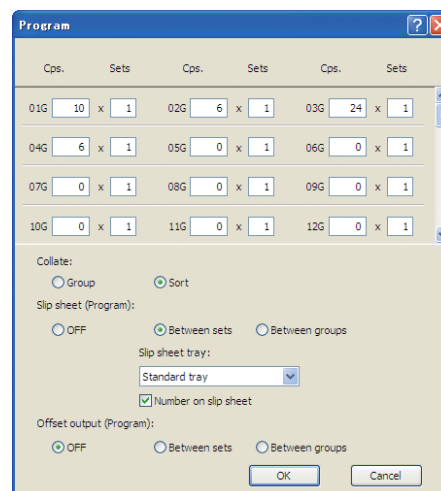 Program
Cps. Sets Cps. Sets Cps. Sets
01G 10 x 1 02G 6 x 1 03G 24 x 1
04G 6 x 1 05G 0 x 1 06G 0 x 1
07G 0 x 1 08G 0 x 1 09G 0 x 1
10G 0 x 1 11G 0 x 1 12G 0 x 1
Collate:
Group Sort
Slip sheet (Program):
OFF Between sets Between groups
Slip sheet tray:
Standard tray
Number on slip sheet
Offset output (Program):
OFF Between sets Between groups
OK Cancel